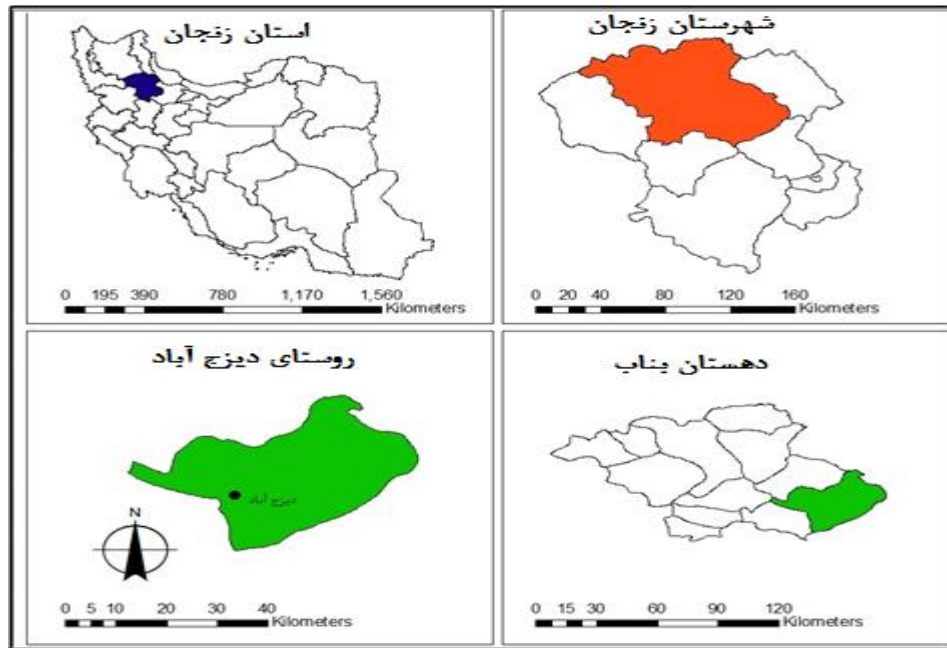 استان زنجان
0 195 390 780 1,170 1,560
Kilometers
شهرستان زنجان
0 20 40 80 120 160
Kilometers
روستای دیزج آباد
دیزج آباد
N
0 5 10 20 30 40
Kilometers
دهستان بناب
0 15 30 60 90 120
Kilometers